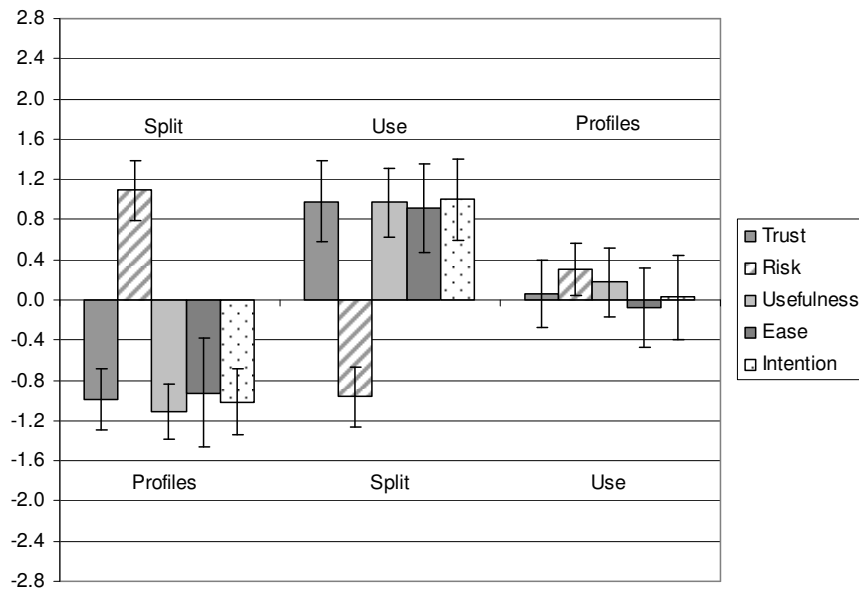 2.8
2.4
2.0
1.6
1.2
0.8
0.4
0.0
-0.4
-0.8
-1.2
-1.6
-2.0
-2.4
-2.8
Split Use Profiles
Profiles Split Use
Trust
Risk
Usefulness
Ease
Intention